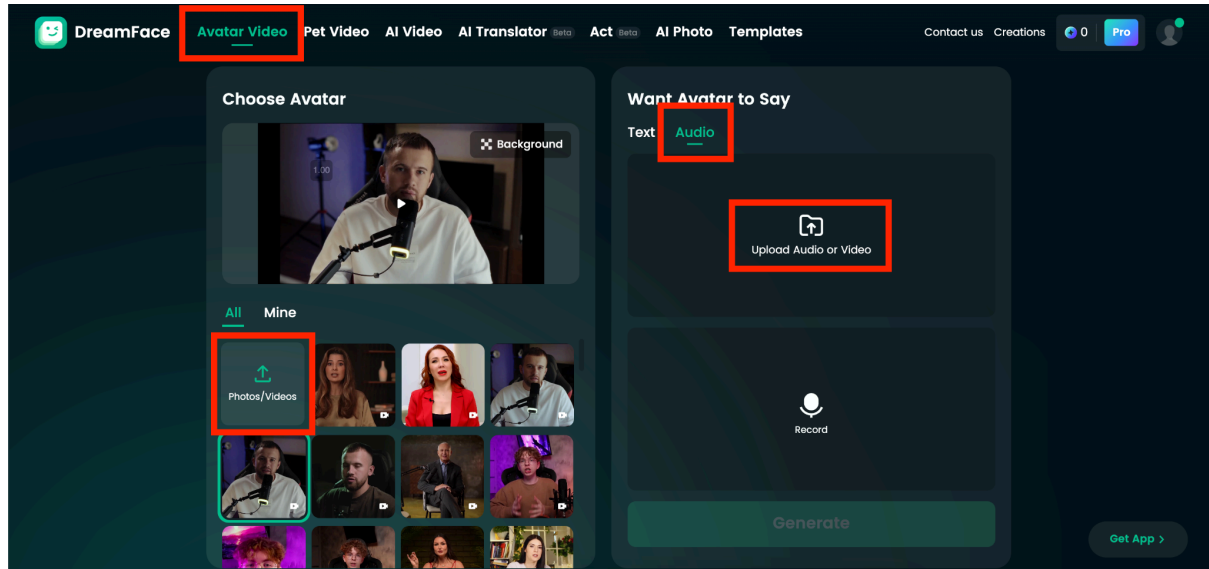 DreamFace Avatar Video Pet Video AI Video AI Translator Beta Act Beta AI Photo Templates Contact us Creations 0 Pro
Choose Avatar
Background
1.00
All Mine
Photos/Videos
Want Avatar to Say
Text Audio
Upload Audio or Video
Record
Generate
Get App >